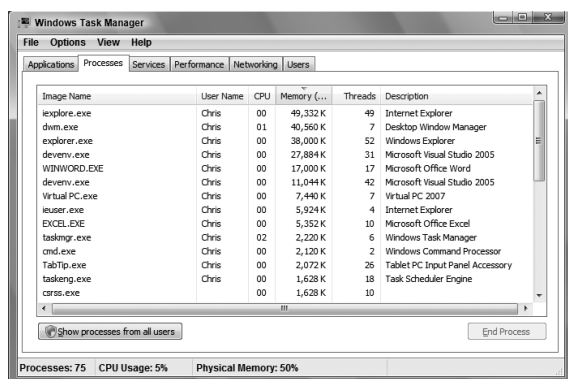 Windows Task Manager
File Options View Help
Applications Processes Services Performance Networking Users
Image Name User Name CPU Memory (... Threads Description
iexplore.exe Chris 00 49,332 K 49 Internet Explorer
dwm.exe Chris 01 40,560 K 7 Desktop Window Manager
explorer.exe Chris 00 38,000 K 52 Windows Explorer
devenv.exe Chris 00 27,884 K 31 Microsoft Visual Studio 2005
WINWORD.EXE Chris 00 17,000 K 17 Microsoft Office Word
devenv.exe Chris 00 11,044 K 42 Microsoft Visual Studio 2005
Virtual PC.exe Chris 00 7,440 K 7 Virtual PC 2007
ieuser.exe Chris 00 5,924 K 4 Internet Explorer
EXCEL.EXE Chris 00 5,352 K 10 Microsoft Office Excel
taskmgr.exe Chris 02 2,220 K 6 Windows Task Manager
cmd.exe Chris 00 2,120 K 2 Windows Command Processor
TabTip.exe Chris 00 2,072 K 26 Tablet PC Input Panel Accessory
taskeng.exe Chris 00 1,628 K 18 Task Scheduler Engine
csrss.exe 00 1,628 K 10
Show processes from all users End Process
Processes: 75 CPU Usage: 5% Physical Memory: 50%